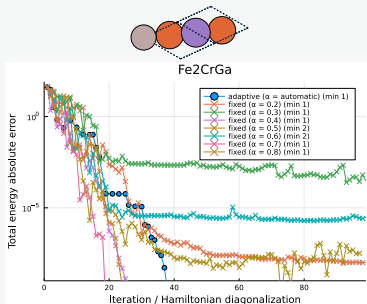 Fe2CrGa
Total energy absolute error
10⁰
10⁻⁵
adaptive (α = automatic) (min 1)
fixed (α = 0.2) (min 1)
fixed (α = 0.3) (min 1)
fixed (α = 0.4) (min 1)
fixed (α = 0.5) (min 2)
fixed (α = 0.6) (min 2)
fixed (α = 0.7) (min 1)
fixed (α = 0.8) (min 1)
0 20 40 60 80
Iteration / Hamiltonian diagonalization